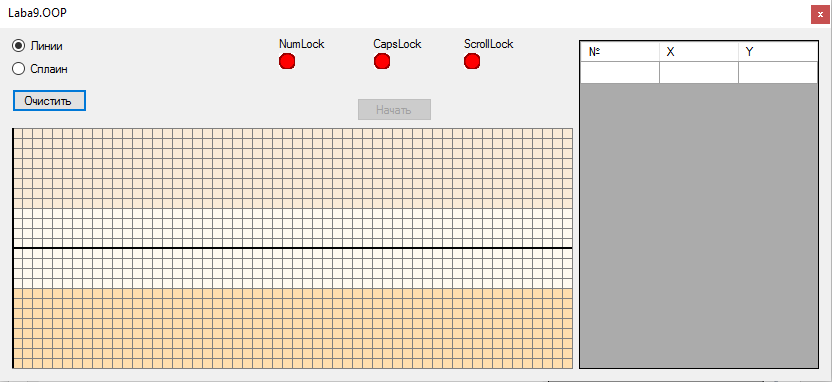 Laba9.OOP
x
Линии
Сплаин
Очистить
NumLock CapsLock ScrollLock
Начать
№ X Y